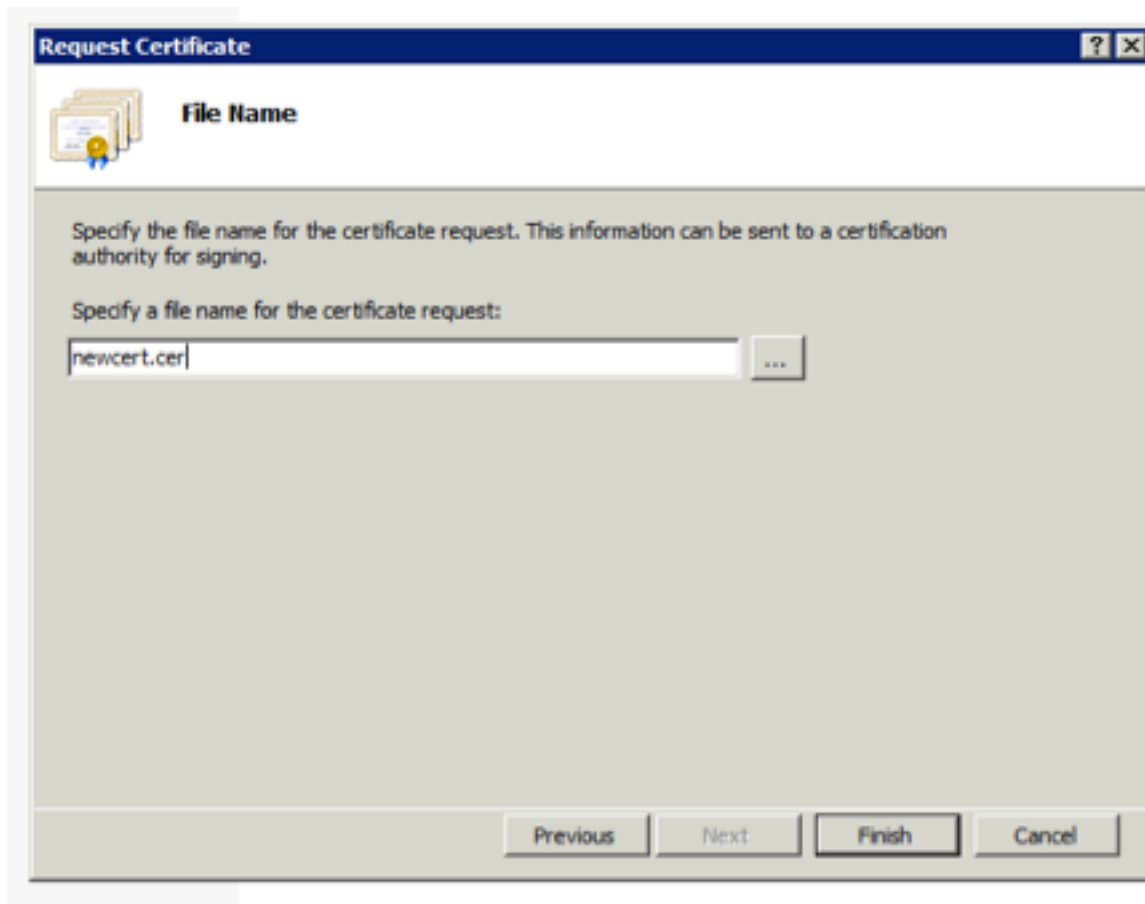 Request Certificate
File Name
Specify the file name for the certificate request. This information can be sent to a certification
authority for signing.
Specify a file name for the certificate request:
newcert.cer
...
Previous
Next
Finish
Cancel